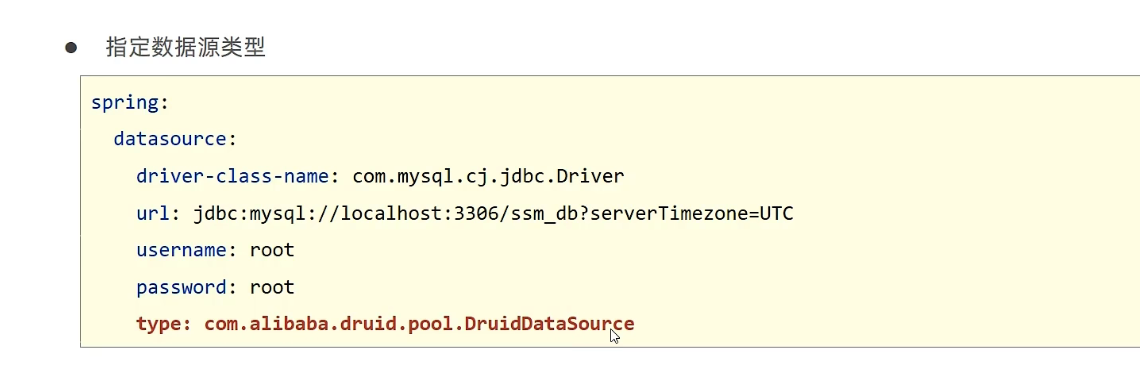 ● 指定数据源类型
spring:
  datasource:
    driver-class-name: com.mysql.cj.jdbc.Driver
    url: jdbc:mysql://localhost:3306/ssm_db?serverTimezone=UTC
    username: root
    password: root
    type: com.alibaba.druid.pool.DruidDataSource